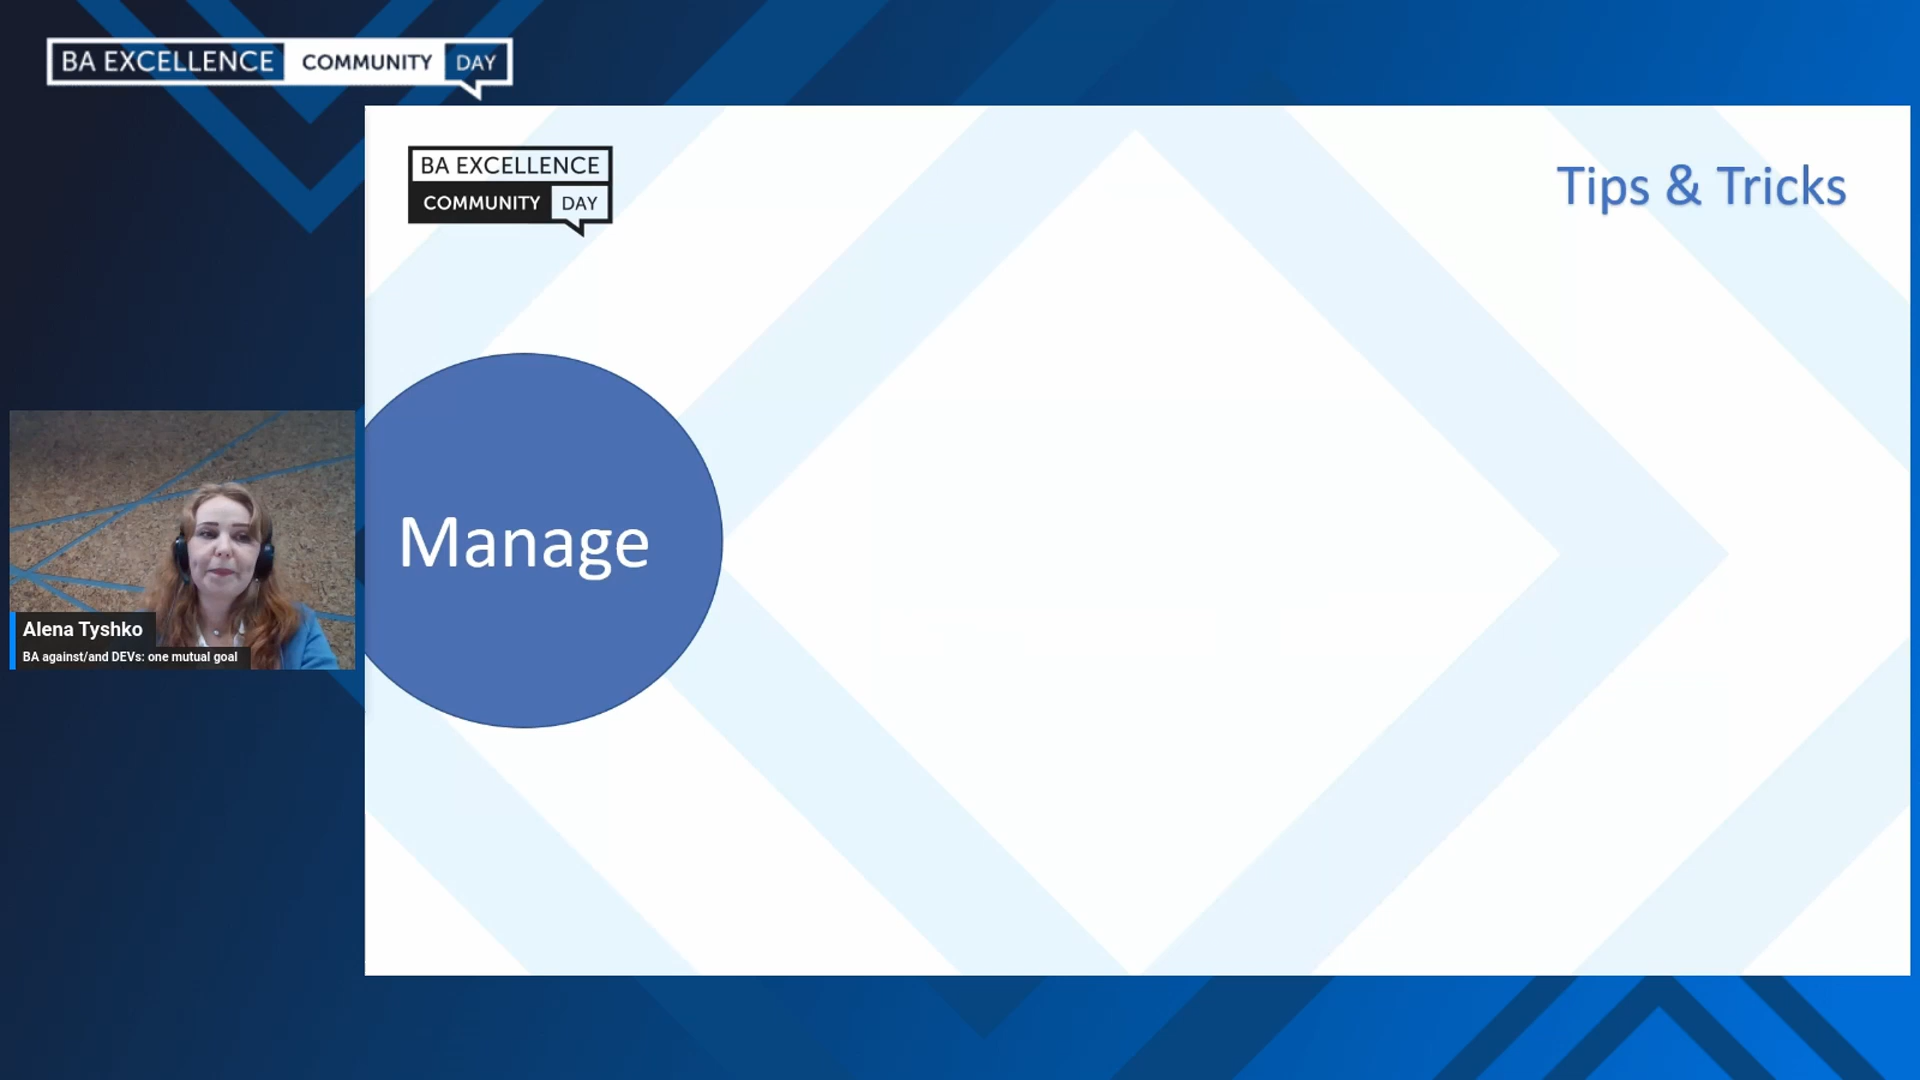 BA EXCELLENCE COMMUNITY DAY
BA EXCELLENCE
COMMUNITY DAY
Tips & Tricks
Manage
Alena Tyshko
BA against/and DEVs: one mutual goal